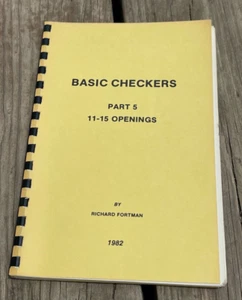 BASIC CHECKERS
PART 5
11-15 OPENINGS
BY
RICHARD FORTMAN
1982